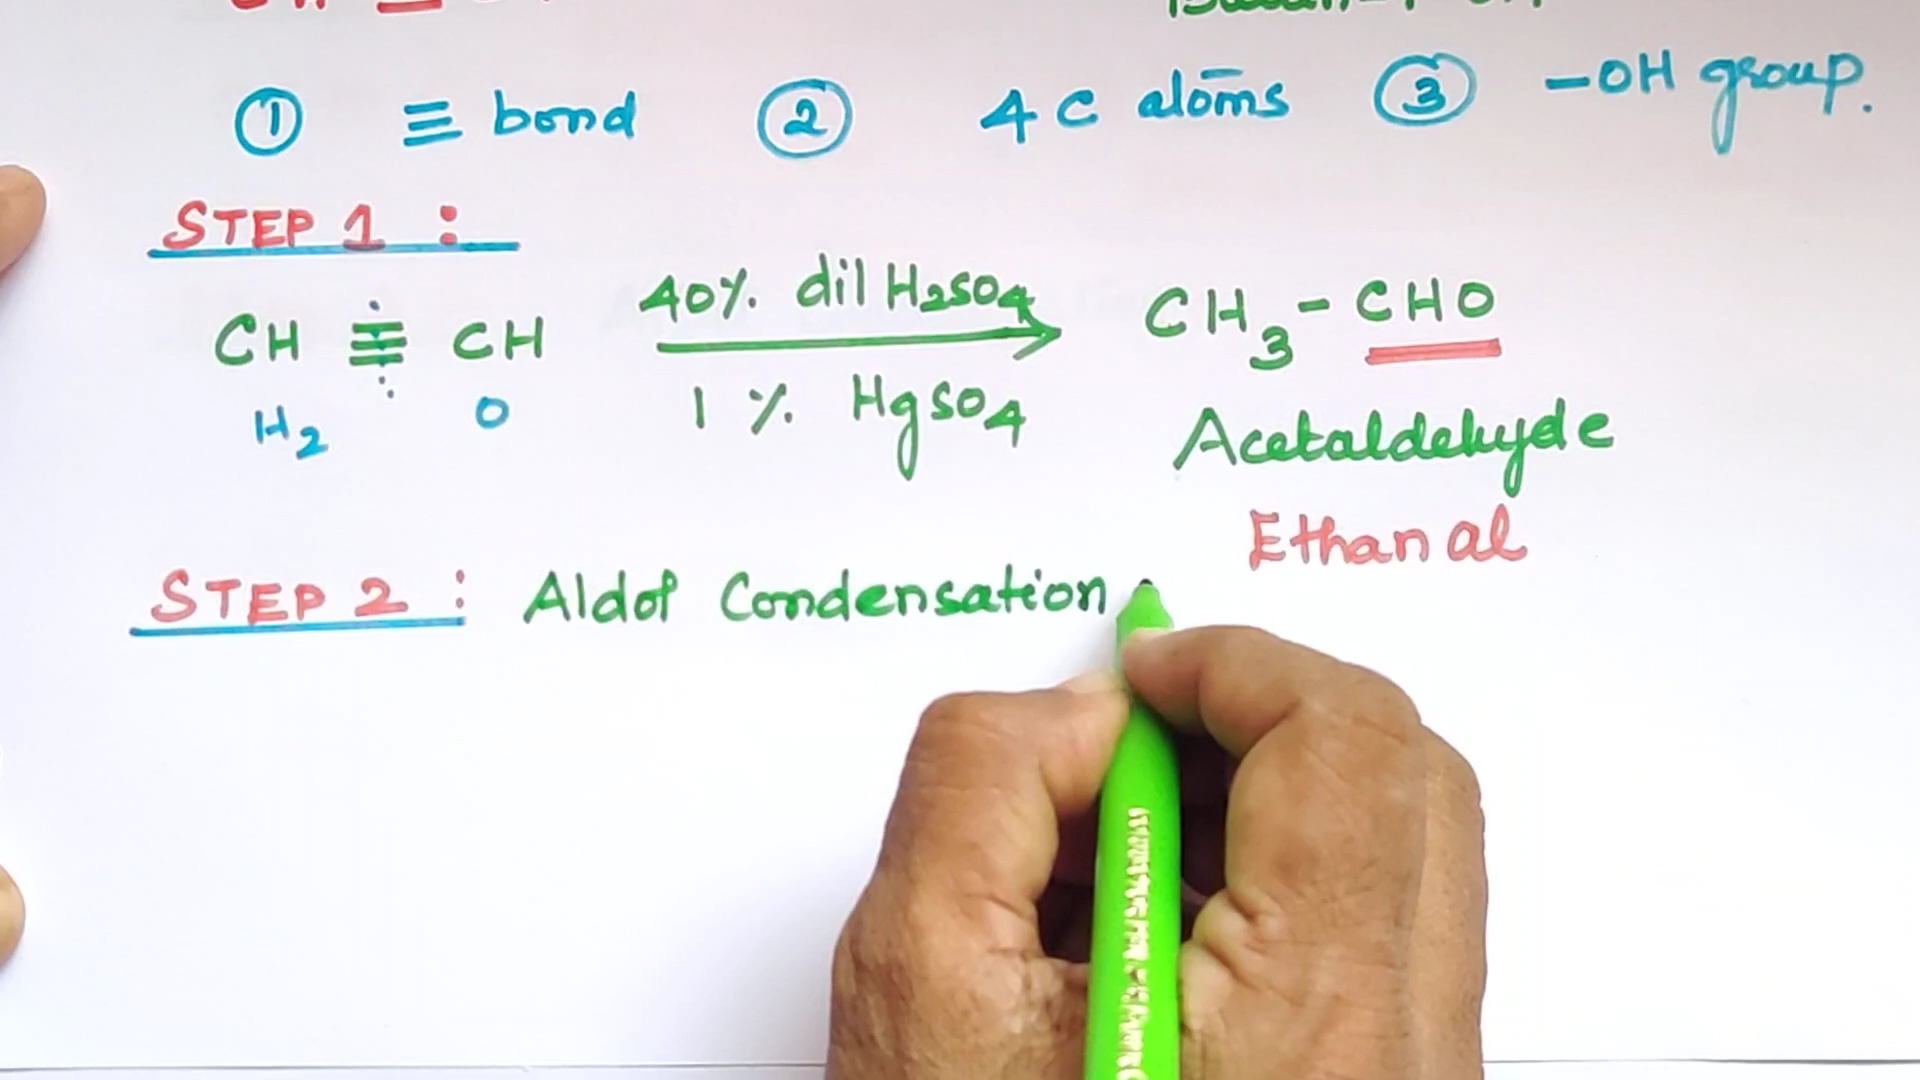 ① ≡ bond ② 4 C atoms ③ -OH group.
STEP 1 :
CH ≡ CH 40% dil H₂SO₄ CH₃ - CHO
H₂ O 1 % HgSO₄ Acetaldehyde
Ethanal
STEP 2 : Aldol Condensation